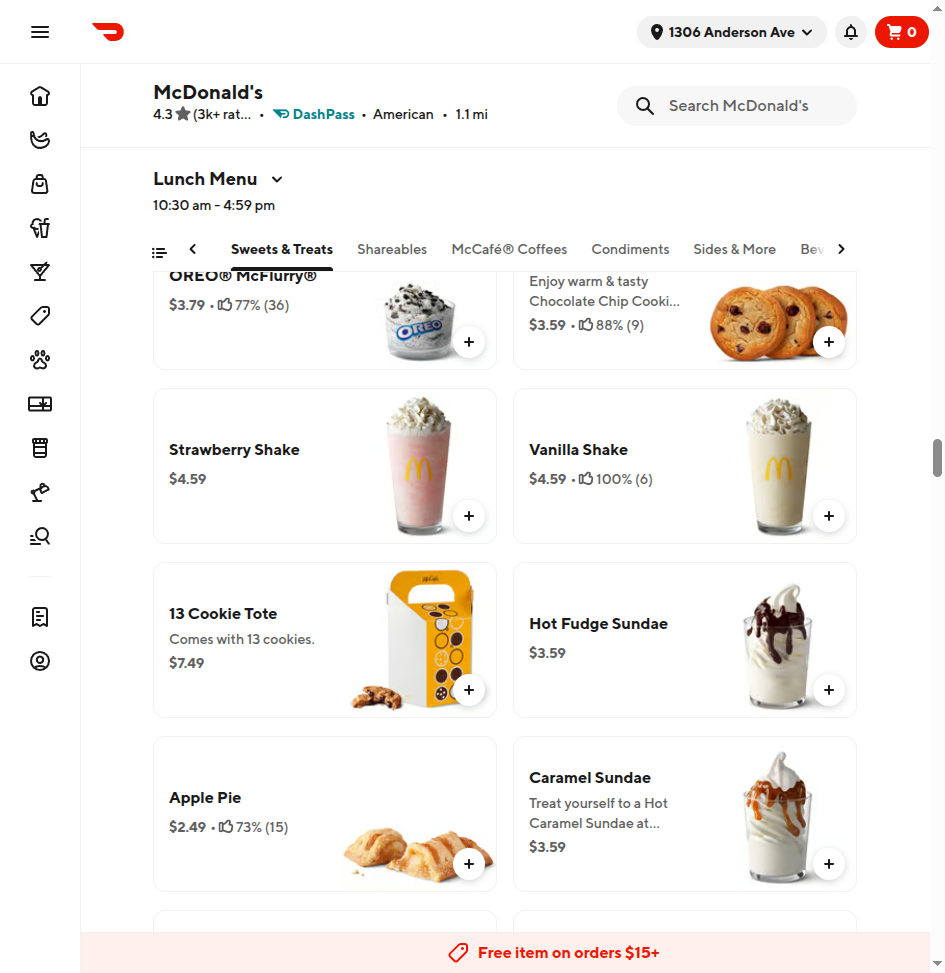 1306 Anderson Ave
0
McDonald's
4.3 (3k+ rat... • DashPass • American • 1.1 mi
Search McDonald's
Lunch Menu
10:30 am - 4:59 pm
Sweets & Treats
Shareables
McCafé® Coffees
Condiments
Sides & More
Bev
OREO® McFlurry®
$3.79 • 77% (36)
OREO
Enjoy warm & tasty
Chocolate Chip Cooki...
$3.59 • 88% (9)
Strawberry Shake
$4.59
Vanilla Shake
$4.59 • 100% (6)
13 Cookie Tote
Comes with 13 cookies.
$7.49
Hot Fudge Sundae
$3.59
Apple Pie
$2.49 • 73% (15)
Caramel Sundae
Treat yourself to a Hot
Caramel Sundae at...
$3.59
Free item on orders $15+